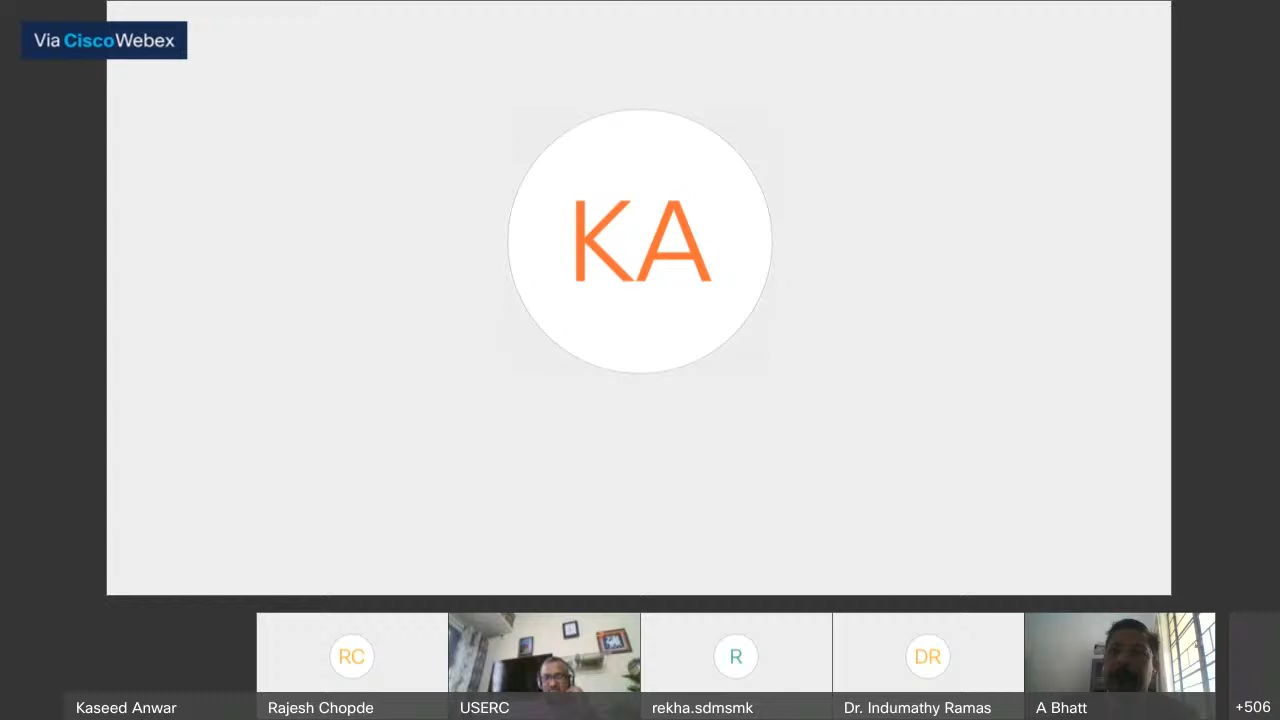 Via CiscoWebex
KA
RC
R
DR
Kaseed Anwar
Rajesh Chopde
USERC
rekha.sdmsmk
Dr. Indumathy Ramas
A Bhatt
+506